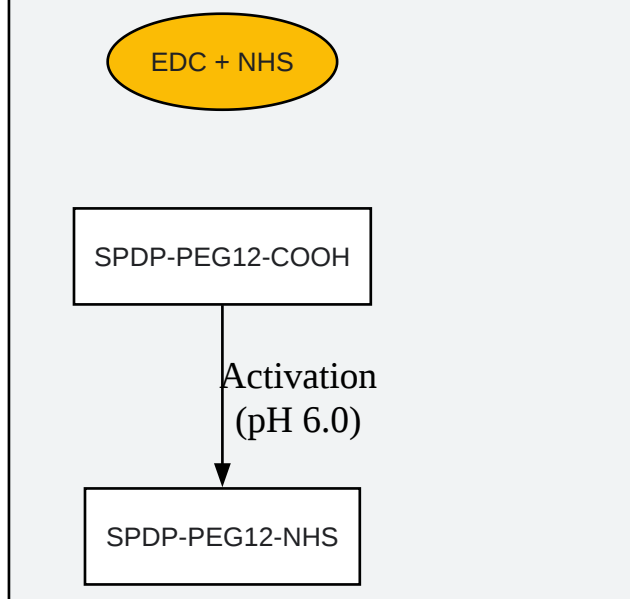 EDC + NHS
SPDP-PEG12-COOH
Activation
(pH 6.0)
SPDP-PEG12-NHS